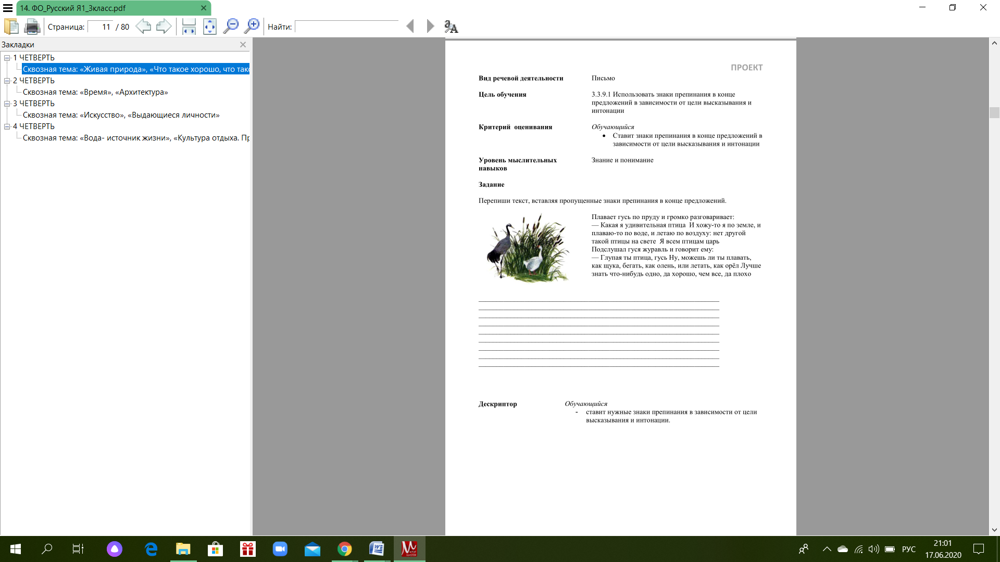 14. ФО_Русский Я1_3класс.pdf
Страница: 11 / 80 Найти:
Закладки
1 ЧЕТВЕРТЬ
Сквозная тема: «Живая природа», «Что такое хорошо, что так
2 ЧЕТВЕРТЬ
Сквозная тема: «Время», «Архитектура»
3 ЧЕТВЕРТЬ
Сквозная тема: «Искусство», «Выдающиеся личности»
4 ЧЕТВЕРТЬ
Сквозная тема: «Вода- источник жизни», «Культура отдыха. Пр
ПРОЕКТ
Вид речевой деятельности Письмо
Цель обучения 3.3.9.1 Использовать знаки препинания в конце
предложений в зависимости от цели высказывания и
интонации
Критерий оценивания Обучающийся
• Ставит знаки препинания в конце предложений в
зависимости от цели высказывания и интонации
Уровень мыслительных Знание и понимание
навыков
Задание
Перепиши текст, вставляя пропущенные знаки препинания в конце предложений.
Плавает гусь по пруду и громко разговаривает:
— Какая я удивительная птица И хожу-то я по земле, и
плаваю-то по воде, и летаю по воздуху: нет другой
такой птицы на свете Я всем птицам царь
Подслушал гуся журавль и говорит ему:
— Глупая ты птица, гусь Ну, можешь ли ты плавать,
как щука, бегать, как олень, или летать, как орёл Лучше
знать что-нибудь одно, да хорошо, чем все, да плохо
Дескриптор Обучающийся
- ставит нужные знаки препинания в зависимости от цели
высказывания и интонации.
РУС
21:01
17.06.2020